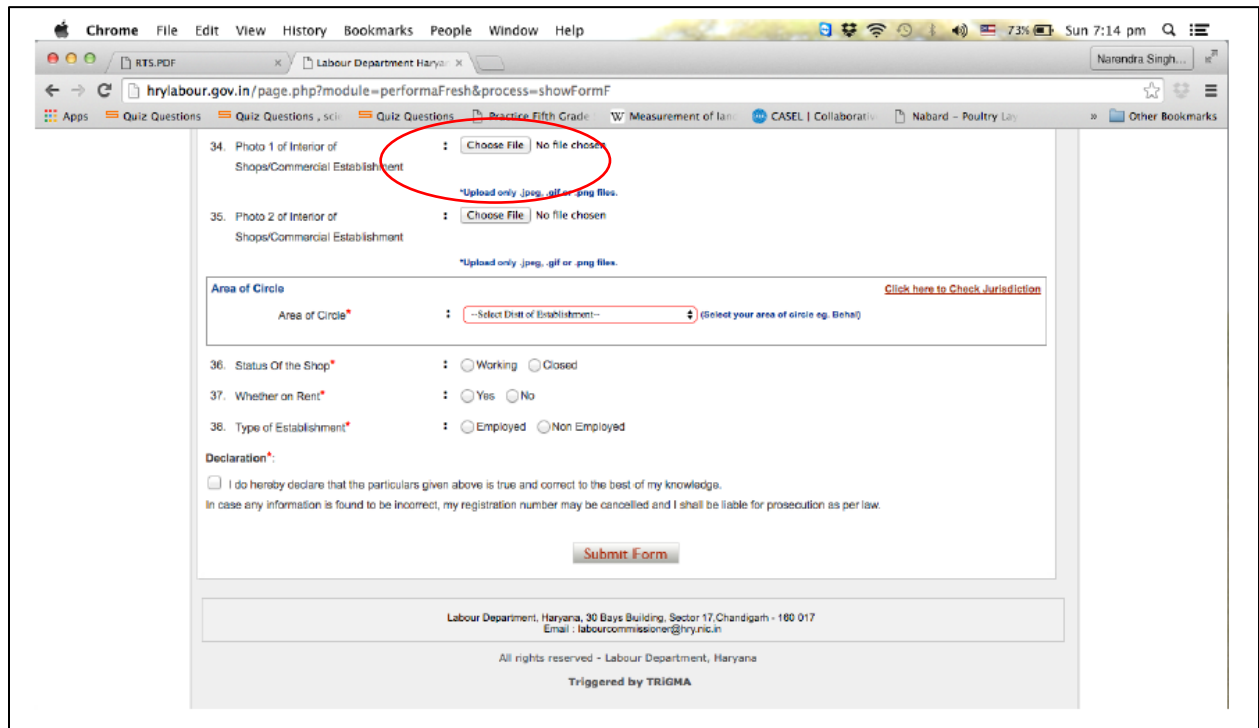 Chrome File Edit View History Bookmarks People Window Help 73% Sun 7:14 pm
RTS.PDF Labour Department Haryan Narendra Singh...
hrylabour.gov.in/page.php?module=performaFresh&process=showFormF
Apps Quiz Questions Quiz Questions , scie Quiz Questions Practice Fifth Grade Measurement of lan CASEL | Collaborativ Nabard – Poultry Lay » Other Bookmarks
34. Photo 1 of Interior of : Choose File No file chosen
Shops/Commercial Establishment
*Upload only .jpeg, .gif or .png files.
35. Photo 2 of Interior of : Choose File No file chosen
Shops/Commercial Establishment
*Upload only .jpeg, .gif or .png files.
Area of Circle Click here to Check Jurisdiction
Area of Circle* : --Select Distt of Establishment-- (Select your area of circle eg. Behal)
36. Status Of the Shop* : Working Closed
37. Whether on Rent* : Yes No
38. Type of Establishment* : Employed Non Employed
Declaration*:
I do hereby declare that the particulars given above is true and correct to the best of my knowledge.
In case any information is found to be incorrect, my registration number may be cancelled and I shall be liable for prosecution as per law.
Submit Form
Labour Department, Haryana, 30 Bays Building, Sector 17,Chandigarh - 160 017
Email : labourcommissioner@hry.nic.in
All rights reserved - Labour Department, Haryana
Triggered by TRiGMA